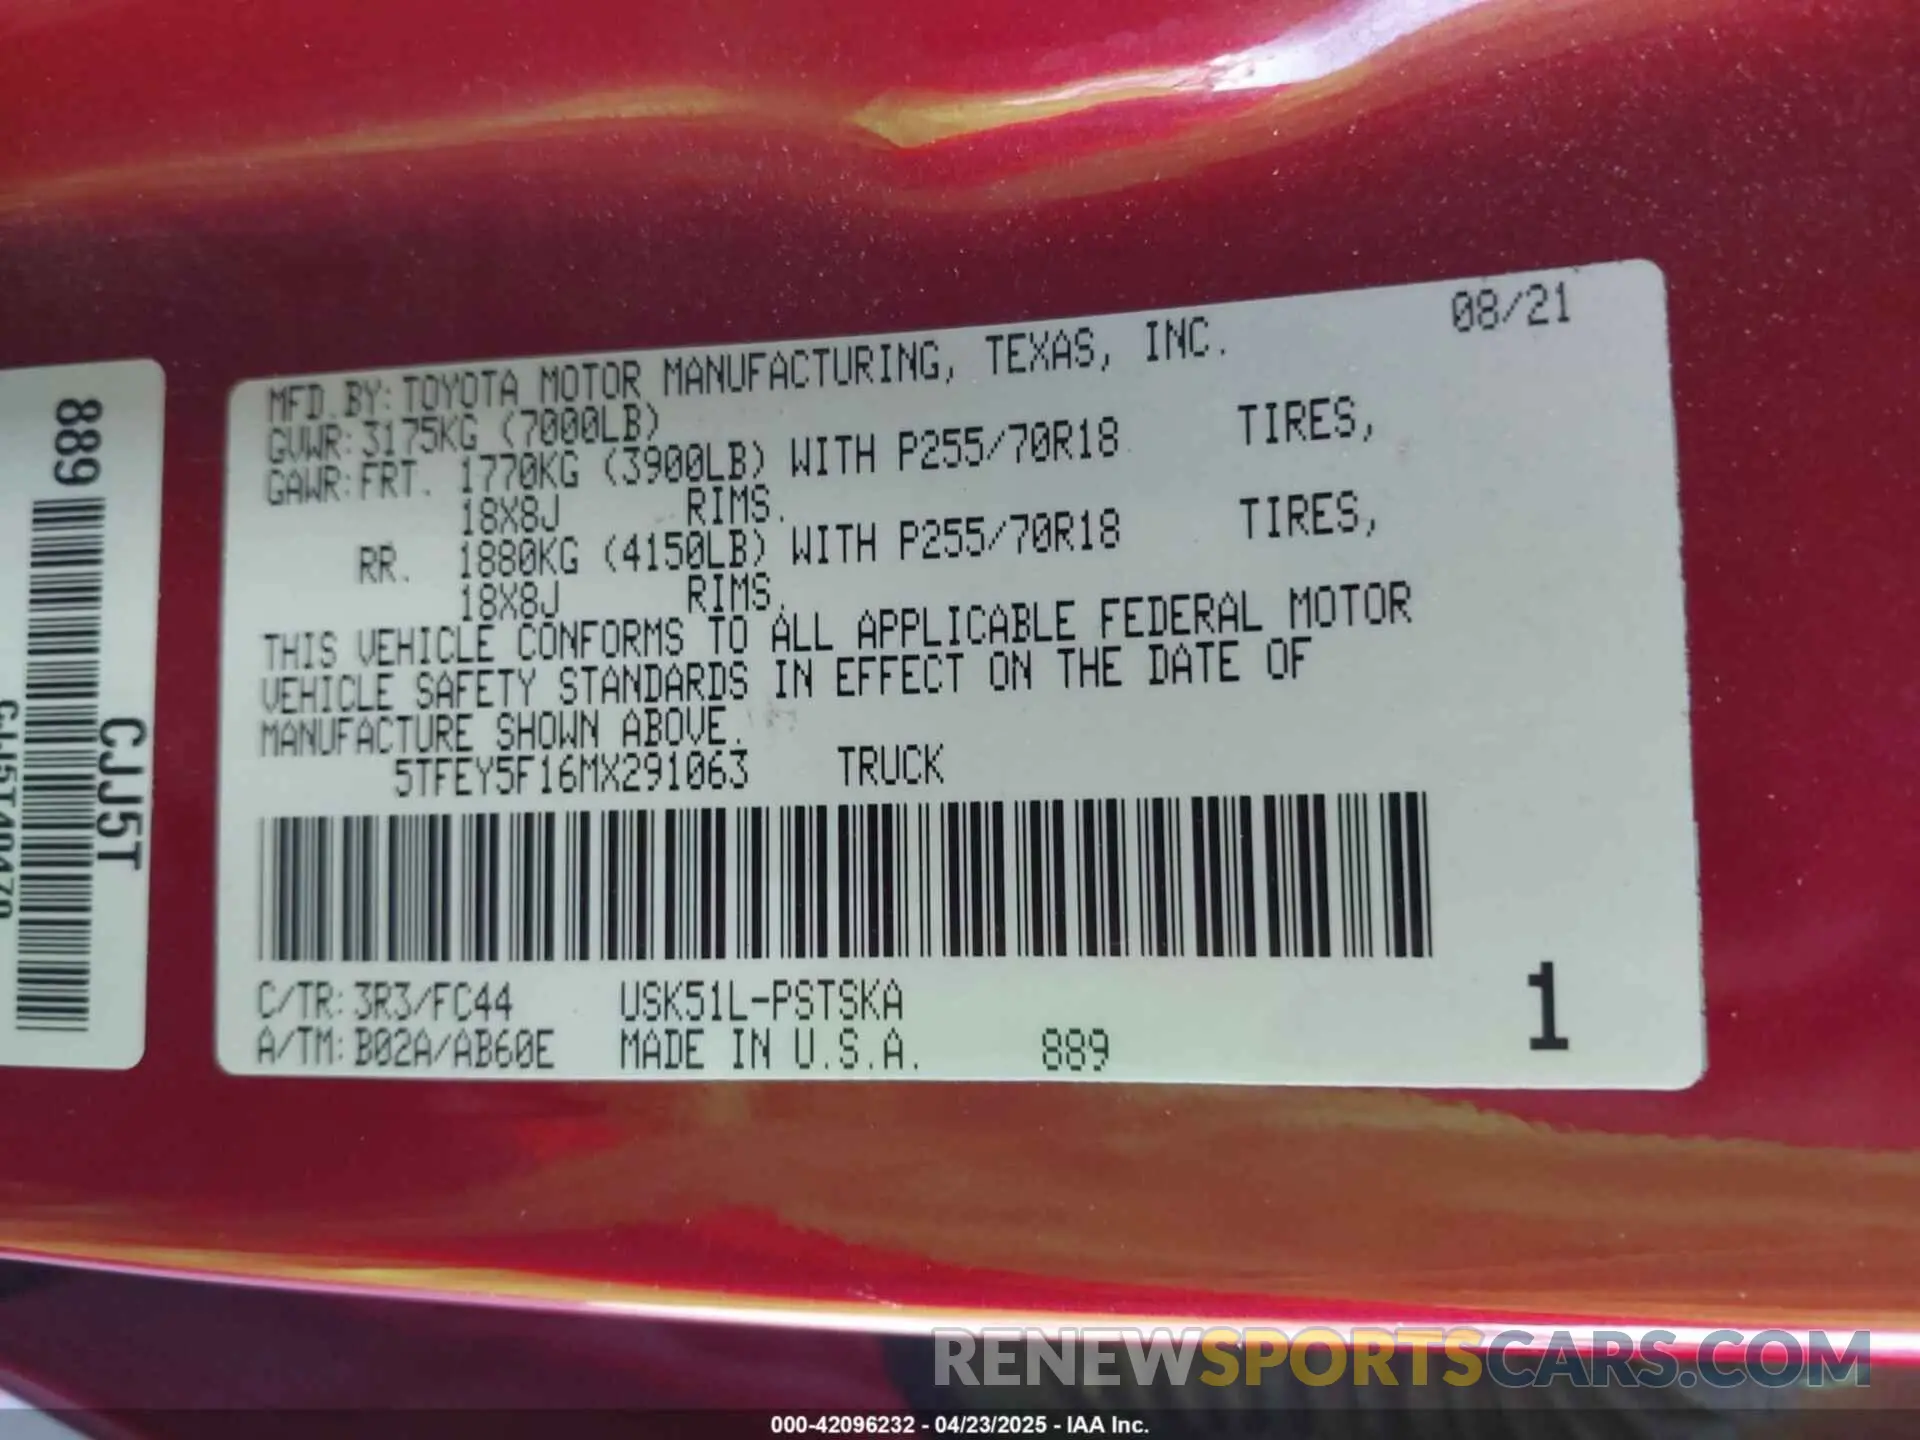 08/21
MFD.BY: TOYOTA MOTOR MANUFACTURING, TEXAS, INC.
GVWR: 3175KG (7000LB)
GAWR: FRT. 1770KG (3900LB) WITH P255/70R18 TIRES,
18X8J RIMS.
RR. 1880KG (4150LB) WITH P255/70R18 TIRES,
18X8J RIMS.
THIS VEHICLE CONFORMS TO ALL APPLICABLE FEDERAL MOTOR
VEHICLE SAFETY STANDARDS IN EFFECT ON THE DATE OF
MANUFACTURE SHOWN ABOVE.
5TFEY5F16MX291063 TRUCK
C/TR: 3R3/FC44 USK51L-PSTSKA
A/TM: B02A/AB60E MADE IN U.S.A. 889
1
889
CJJ5T
RENEWSPORTSCARS.COM
000-42096232 - 04/23/2025 - IAA Inc.